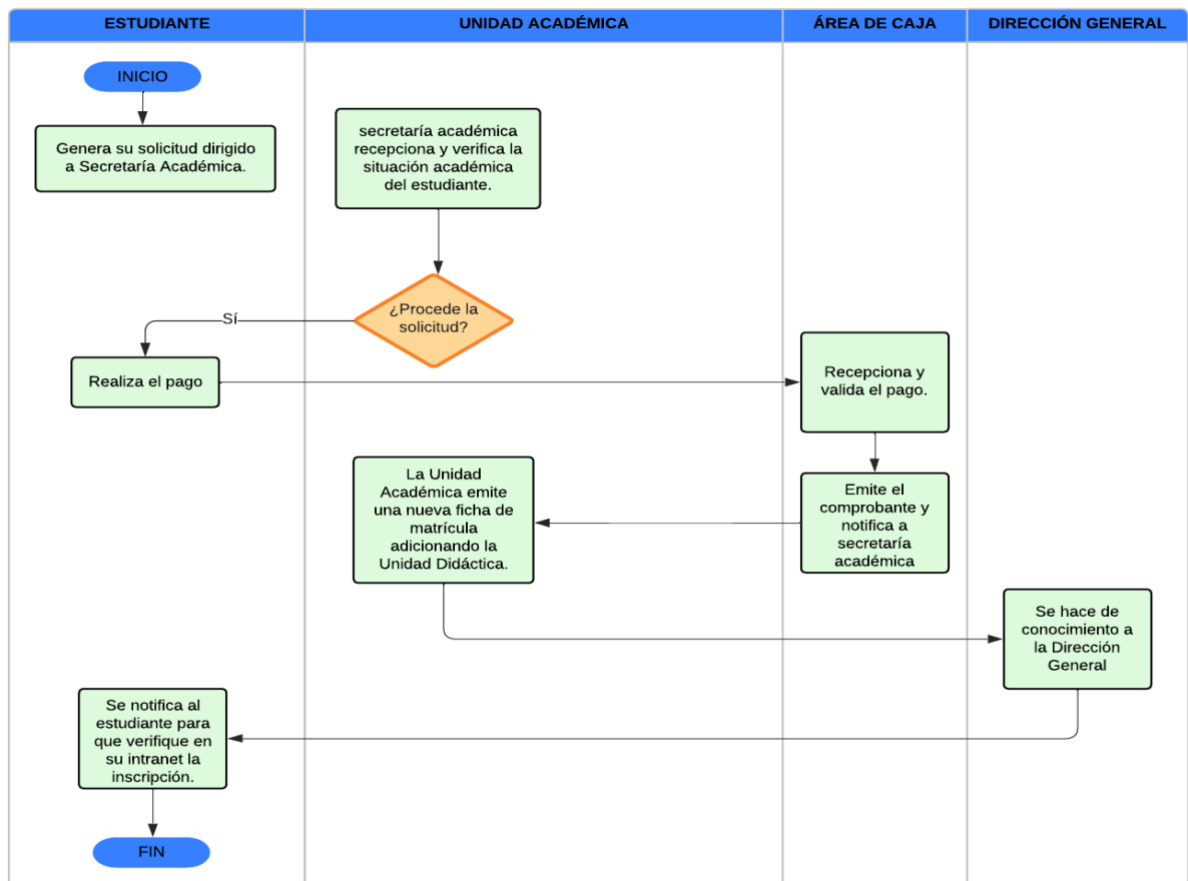 ESTUDIANTE
UNIDAD ACADÉMICA
ÁREA DE CAJA
DIRECCIÓN GENERAL
INICIO
Genera su solicitud dirigido
a Secretaría Académica.
secretaría académica
recepciona y verifica la
situación académica
del estudiante.
¿Procede la
solicitud?
Sí
Realiza el pago
Recepciona y
valida el pago.
Emite el
comprobante y
notifica a
secretaría
académica
La Unidad
Académica emite
una nueva ficha de
matrícula
adicionando la
Unidad Didáctica.
Se hace de
conocimiento a
la Dirección
General
Se notifica al
estudiante para
que verifique en
su intranet la
inscripción.
FIN